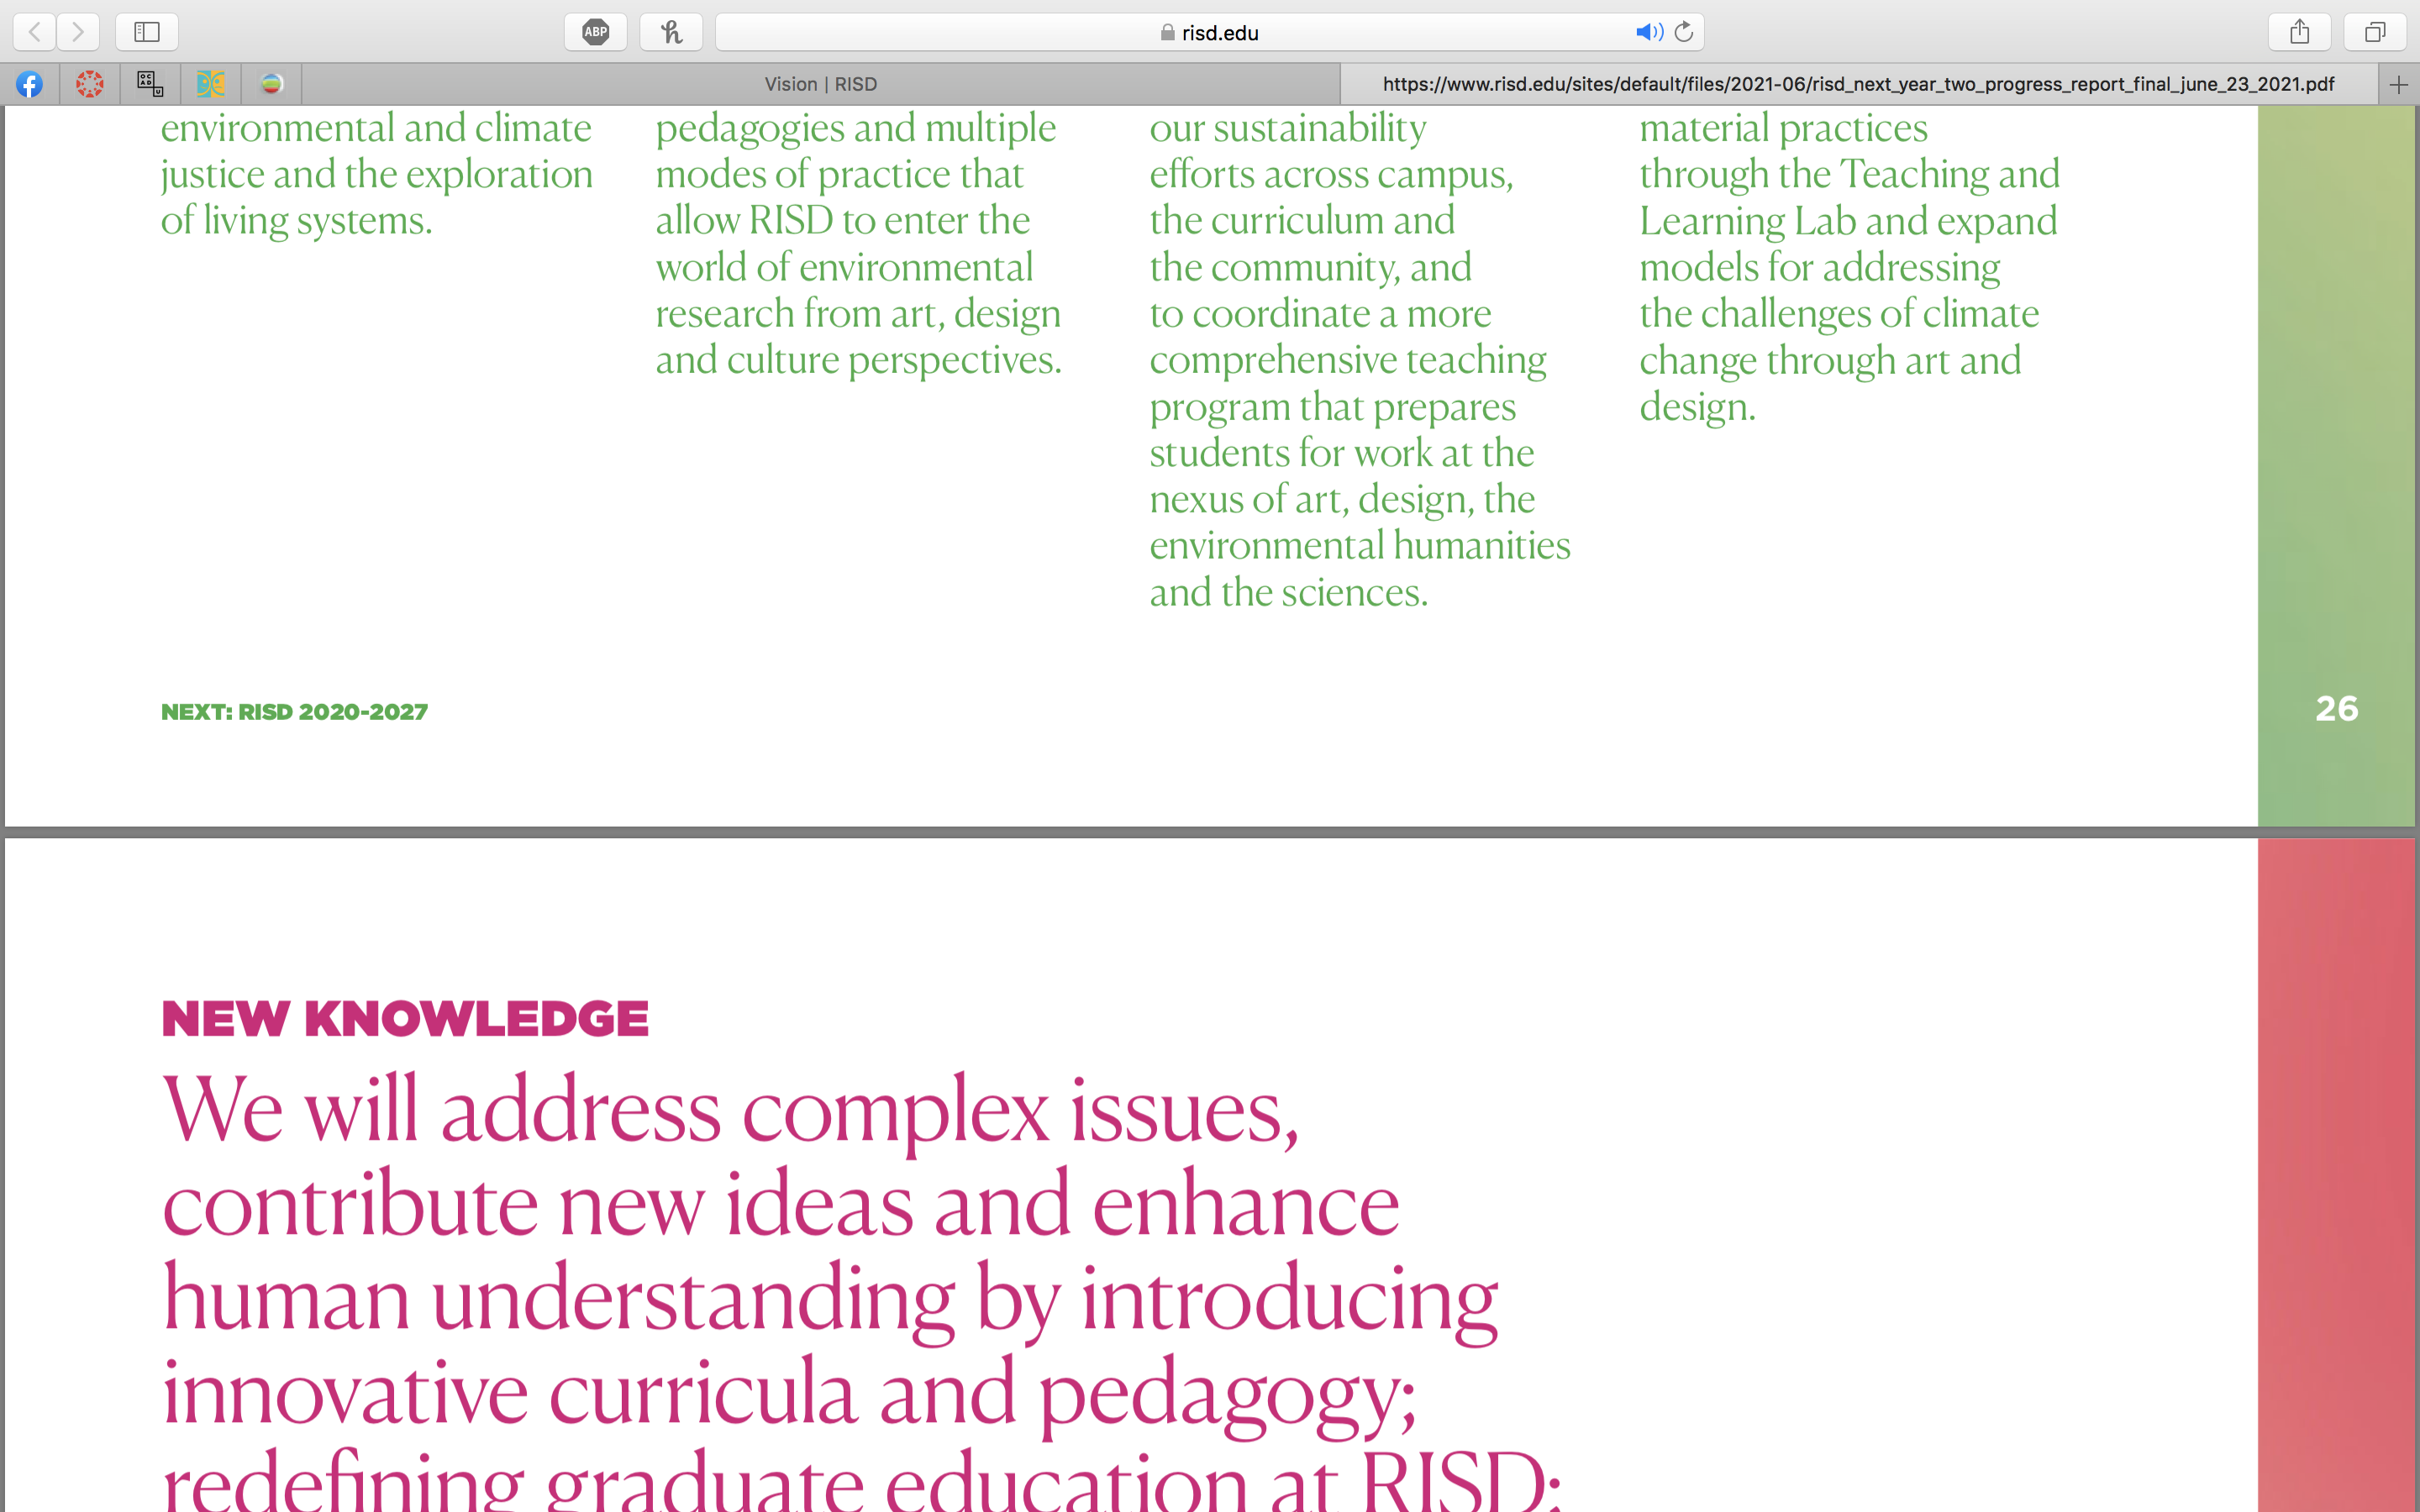 ABP
risd.edu
OC
AD
U
Vision | RISD
https://www.risd.edu/sites/default/files/2021-06/risd_next_year_two_progress_report_final_june_23_2021.pdf
environmental and climate
justice and the exploration
of living systems.
pedagogies and multiple
modes of practice that
allow RISD to enter the
world of environmental
research from art, design
and culture perspectives.
our sustainability
efforts across campus,
the curriculum and
the community, and
to coordinate a more
comprehensive teaching
program that prepares
students for work at the
nexus of art, design, the
environmental humanities
and the sciences.
material practices
through the Teaching and
Learning Lab and expand
models for addressing
the challenges of climate
change through art and
design.
NEXT: RISD 2020-2027
26
NEW KNOWLEDGE
We will address complex issues,
contribute new ideas and enhance
human understanding by introducing
innovative curricula and pedagogy;
redefining graduate education at RISD;